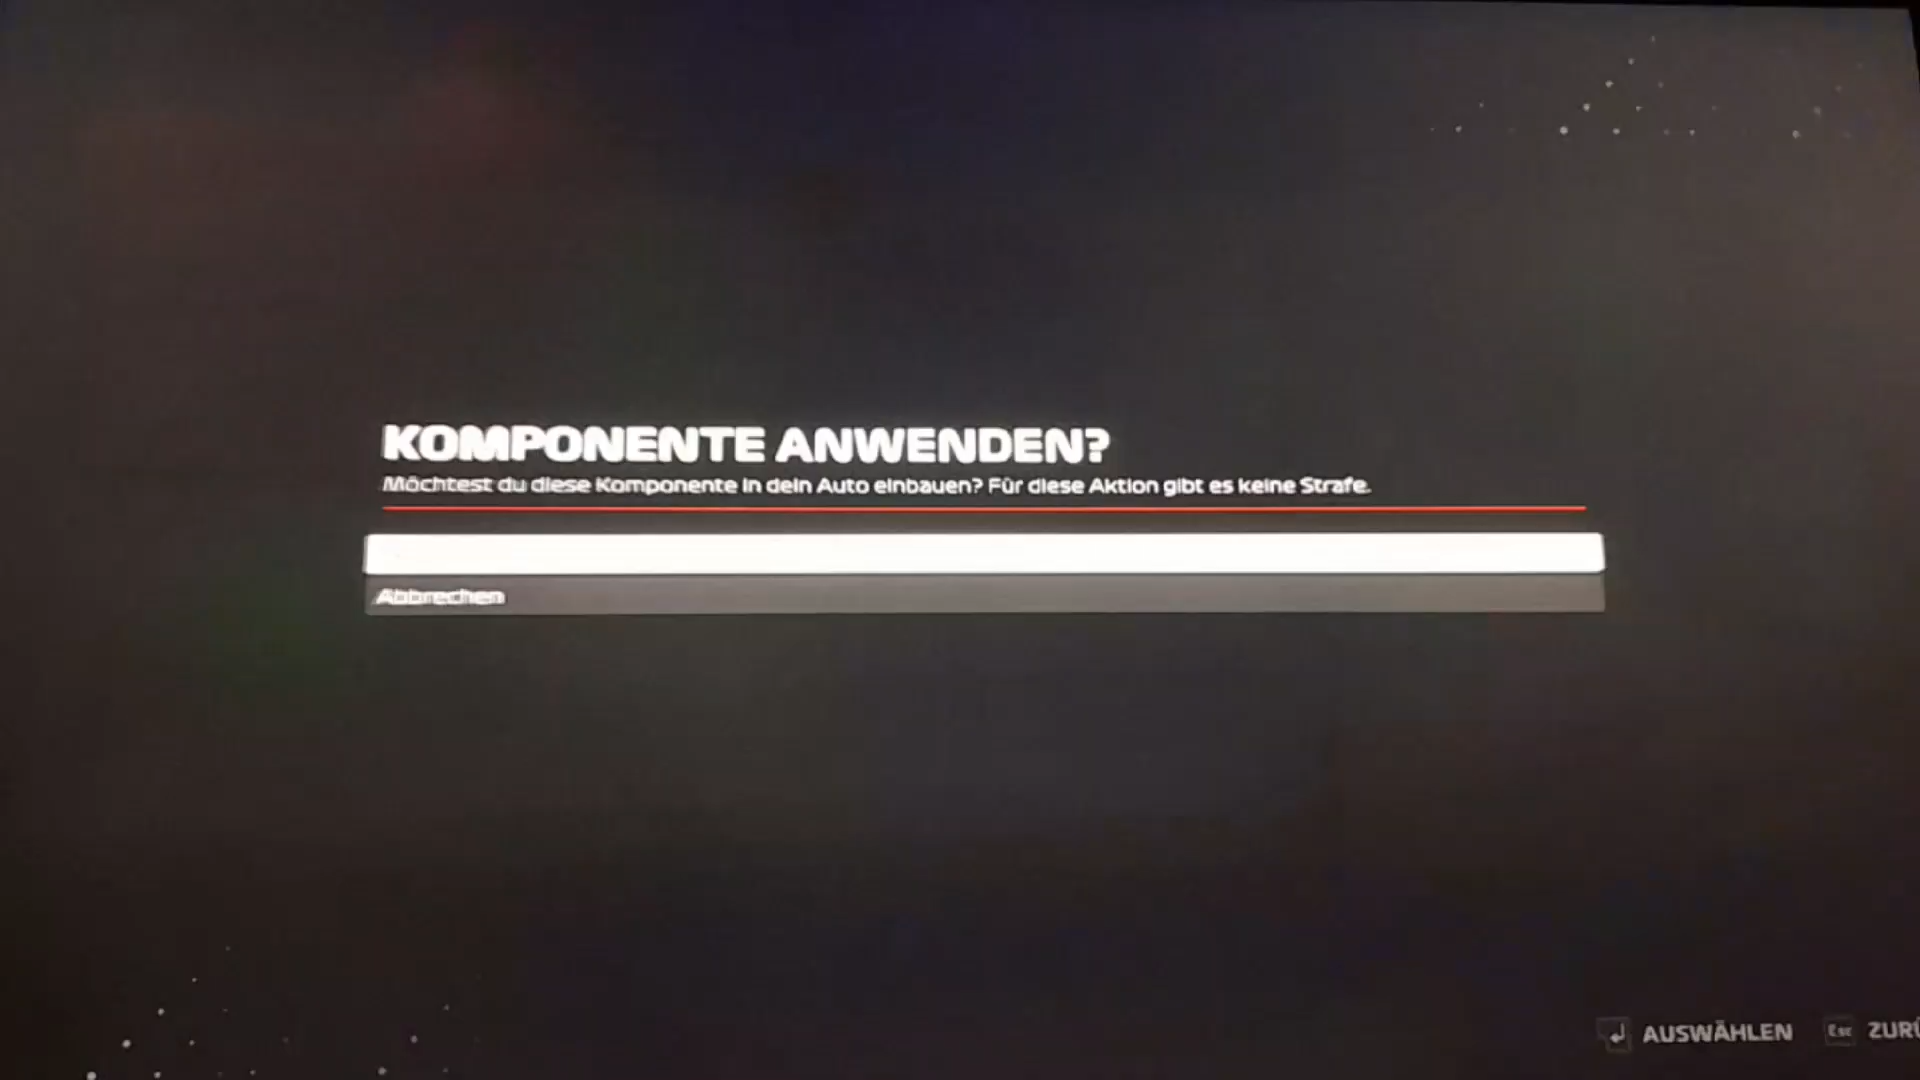 KOMPONENTE ANWENDEN?
Möchtest du diese Komponente in dein Auto einbauen? Für diese Aktion gibt es keine Strafe.
Abbrechen
AUSWÄHLEN Esc